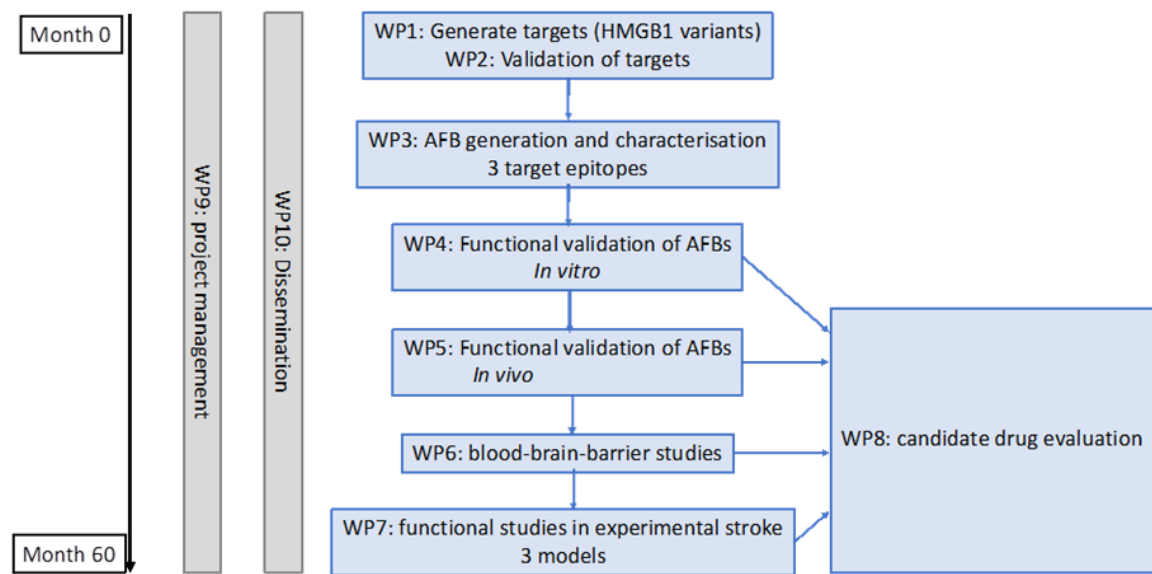 Month 0
WP1: Generate targets (HMGB1 variants)
WP2: Validation of targets
WP3: AFB generation and characterisation
3 target epitopes
WP9: project management
WP10: Dissemination
WP4: Functional validation of AFBs
In vitro
WP5: Functional validation of AFBs
In vivo
WP8: candidate drug evaluation
WP6: blood-brain-barrier studies
WP7: functional studies in experimental stroke
3 models
Month 60